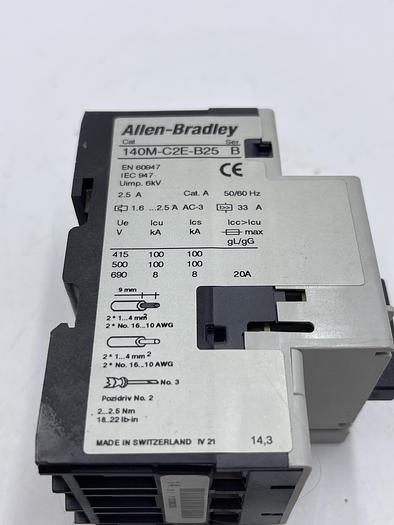 Allen-Bradley
Cat. Ser.
140M-C2E-B25 B
EN 60947
IEC 947
Uimp. 6kV
CE
2.5 A Cat. A 50/60 Hz
1.6...2.5 A AC-3 33 A
Ue Icu Ics Icc>Icu
V kA kA max
gL/gG
415 100 100
500 100 100
690 8 8 20A
9 mm
2 * 1...4 mm²
2 * No. 16...10 AWG
2 * 1...4 mm²
2 * No. 16...10 AWG
No. 3
Pozidriv No. 2
2...2.5 Nm
18...22 lb-in
MADE IN SWITZERLAND IV 21 14,3